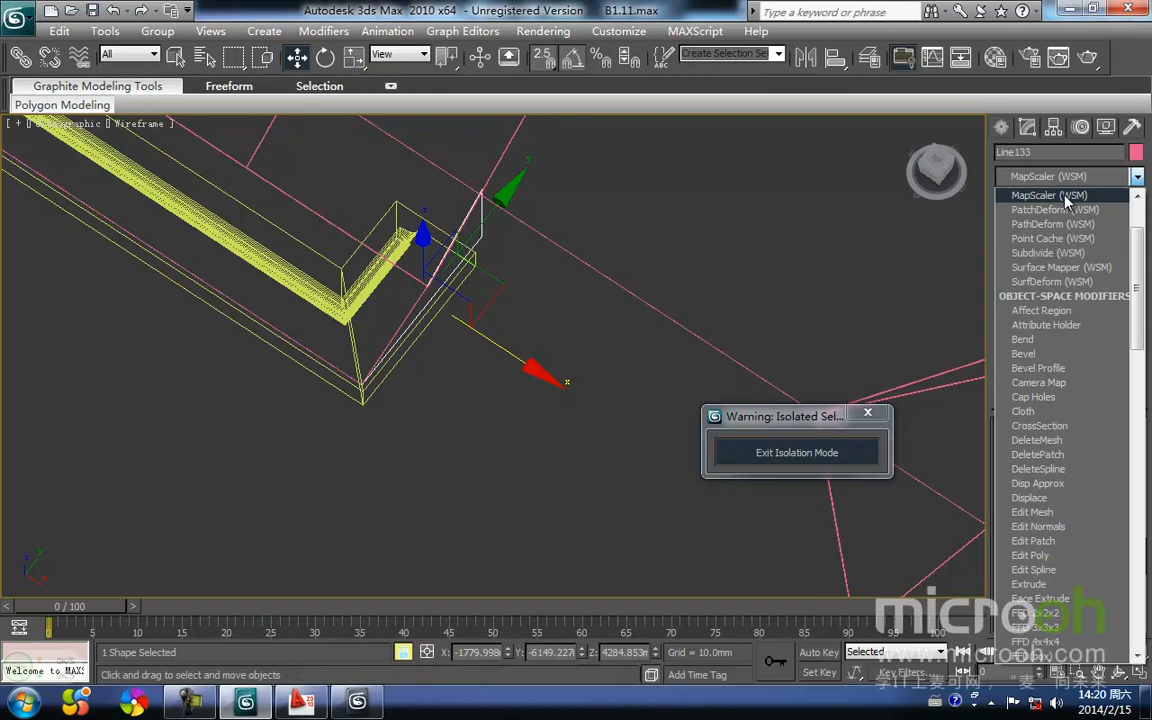 Autodesk 3ds Max 2010 x64 - Unregistered Version B1.11.max
Type a keyword or phrase
Edit Tools Group Views Create Modifiers Animation Graph Editors Rendering Customize MAXScript Help
All View 2.5 Create Selection Se
Graphite Modeling Tools Freeform Selection
Polygon Modeling
Line133
MapScaler (WSM)
MapScaler (WSM)
PatchDeform (WSM)
PathDeform (WSM)
Point Cache (WSM)
Subdivide (WSM)
Surface Mapper (WSM)
SurfDeform (WSM)
OBJECT-SPACE MODIFIERS
Affect Region
Attribute Holder
Bend
Bevel
Bevel Profile
Camera Map
Cap Holes
Cloth
CrossSection
DeleteMesh
DeletePatch
DeleteSpline
Disp Approx
Displace
Edit Mesh
Edit Normals
Edit Patch
Edit Poly
Edit Spline
Extrude
Face Extrude
FFD 2x2x2
FFD 3x3x3
FFD 4x4x4
Warning: Isolated Sel...
Exit Isolation Mode
z
y
x
microoh
www.microoh.com
0 / 100
0 5 10 15 20 25 30 35 40 45 50 55 60 65 70 75 80 85 90 95 100
1 Shape Selected X: -1779.998 Y: -6149.227 Z: 4284.853m Grid = 10.0mm Auto Key Selected
Welcome to MAX Click and drag to select and move objects Add Time Tag Set Key Key Filters... 0
14:20 周六
2014/2/15